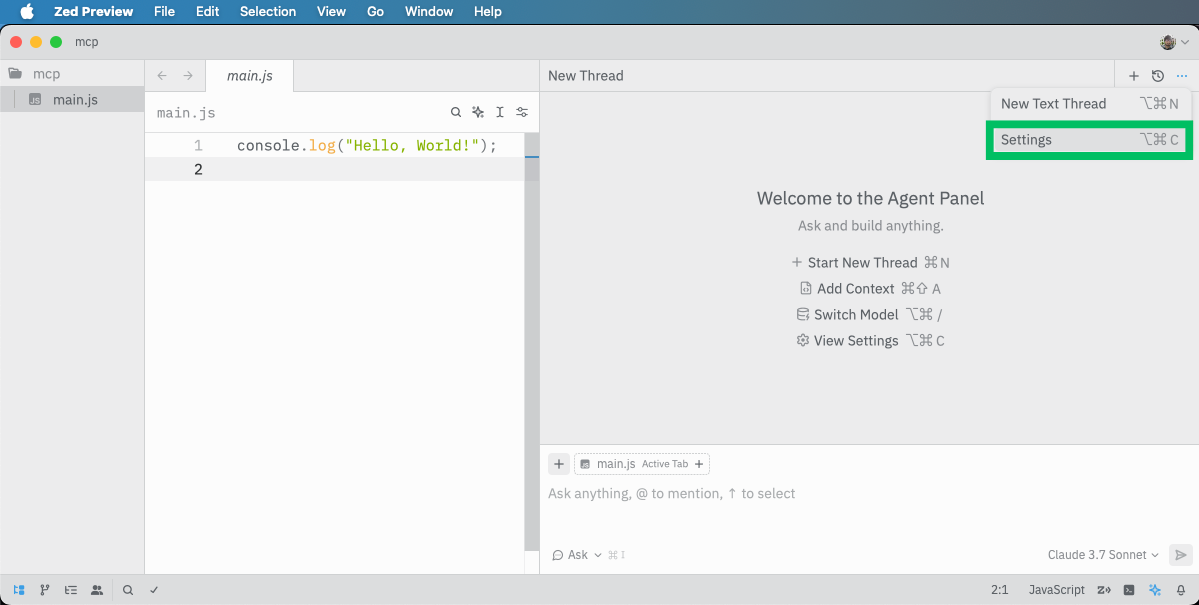 Zed Preview File Edit Selection View Go Window Help
mcp
mcp
main.js
main.js
main.js
1 console.log("Hello, World!");
2
New Thread
New Text Thread ⌥⌘ N
Settings ⌥⌘ C
Welcome to the Agent Panel
Ask and build anything.
Start New Thread ⌘ N
Add Context ⌘⇧ A
Switch Model ⌥⌘ /
View Settings ⌥⌘ C
main.js Active Tab +
Ask anything, @ to mention, ↑ to select
Ask ⌘ I
Claude 3.7 Sonnet
2:1 JavaScript